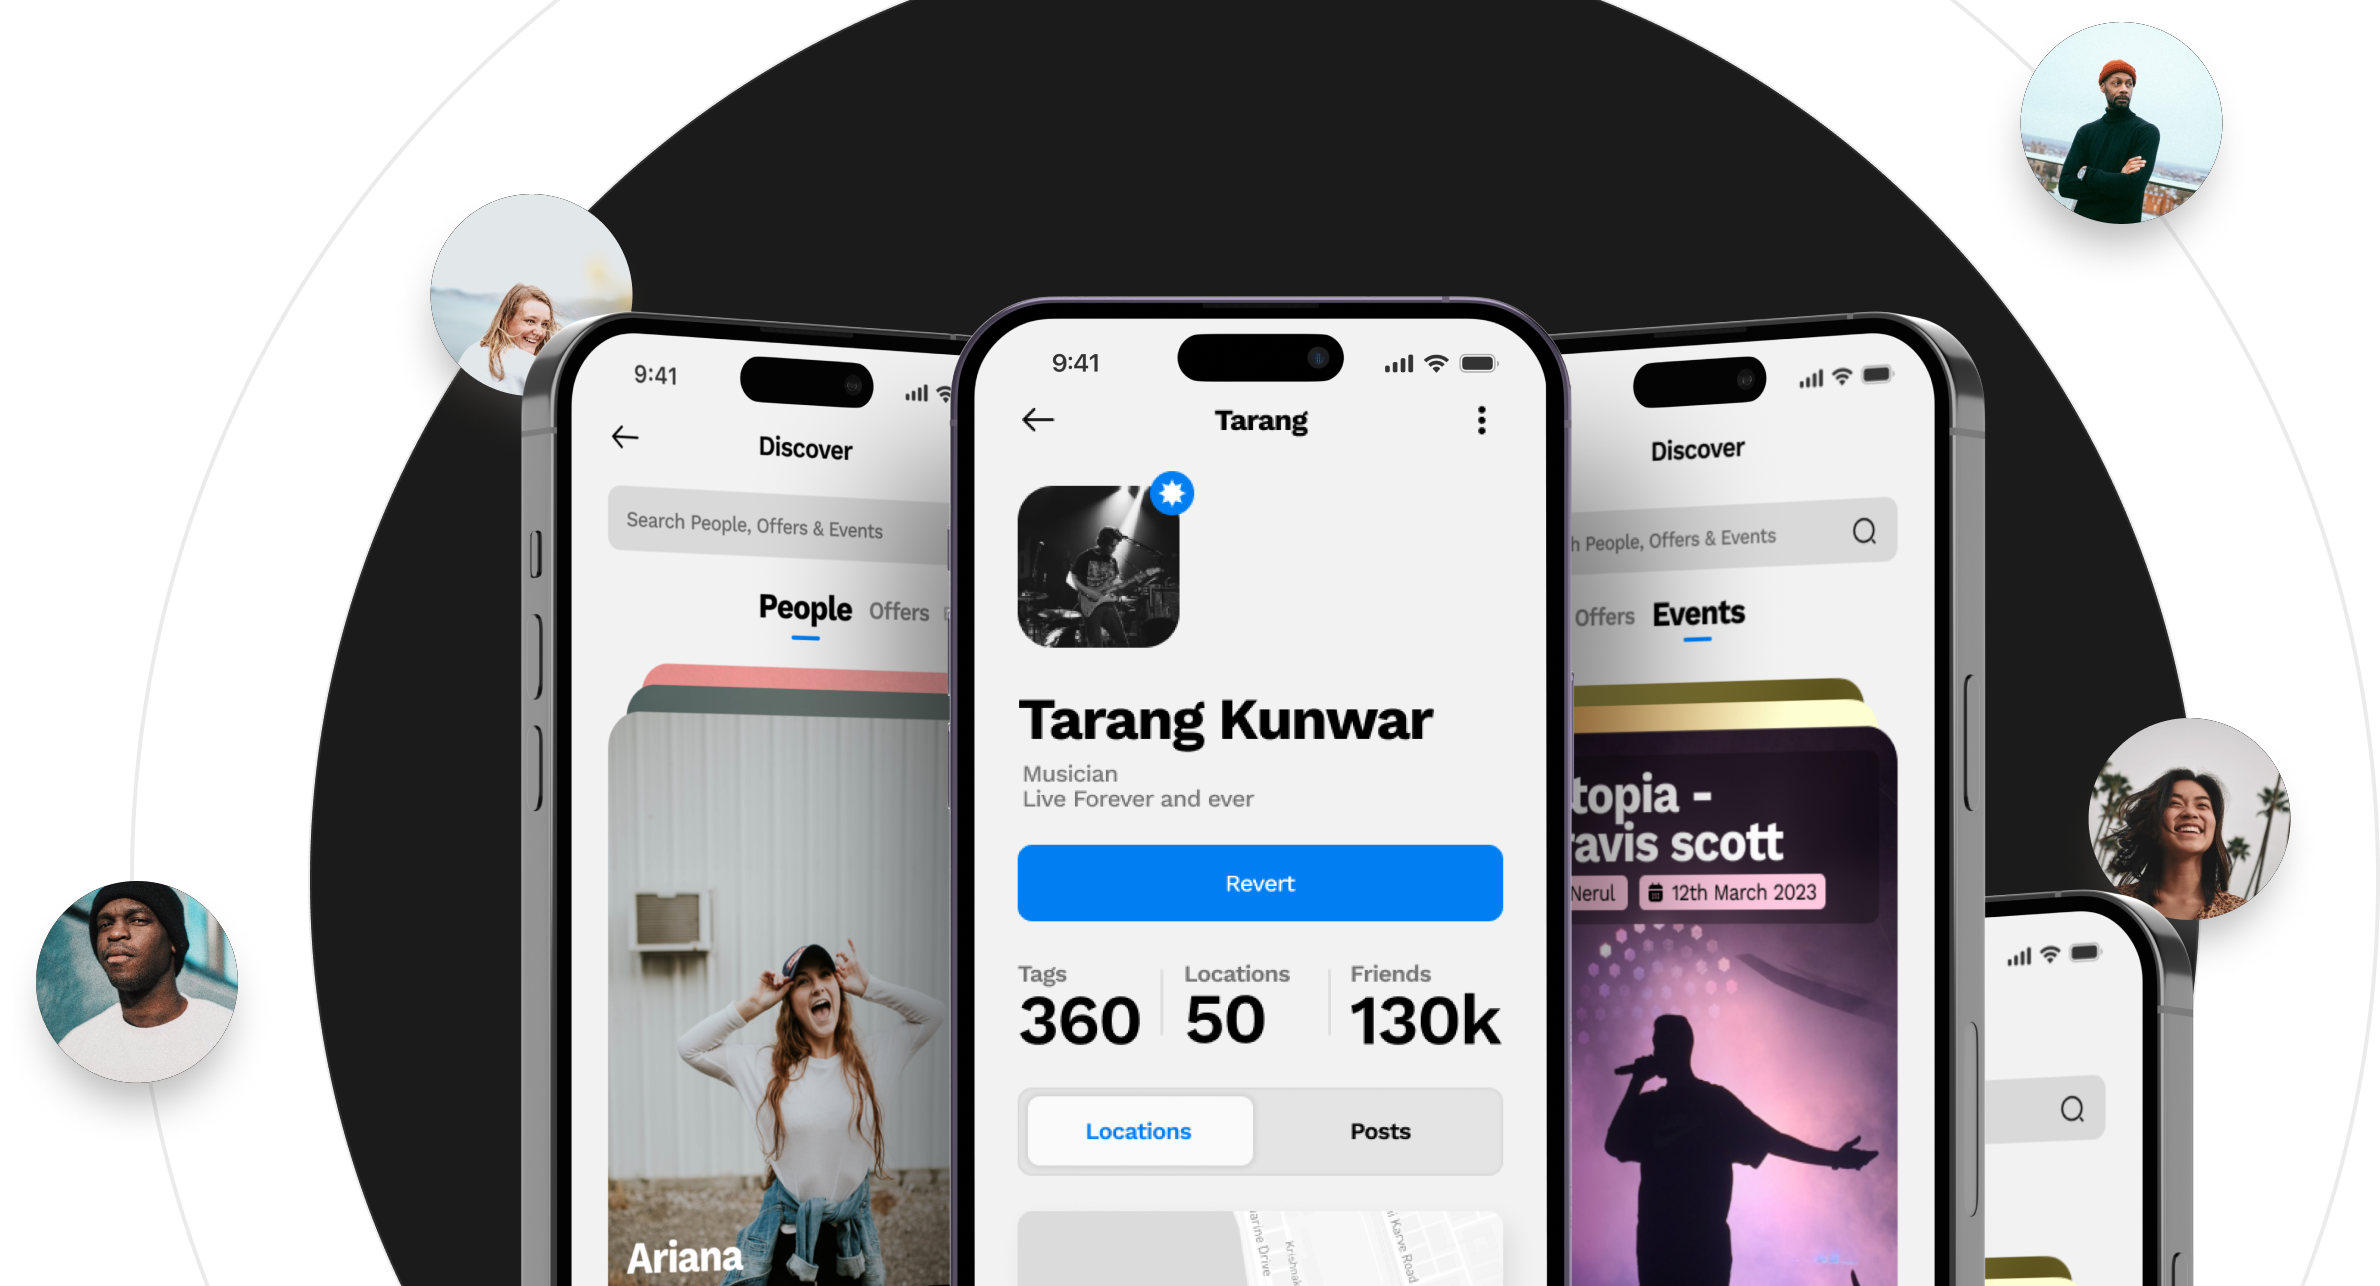 9:41
Discover
Search People, Offers & Events
People Offers
Ariana
9:41
Tarang
Tarang Kunwar
Musician
Live Forever and ever
Revert
Tags
360
Locations
50
Friends
130k
Locations
Posts
Drive
Karve Road
Discover
People, Offers & Events
Offers Events
topia -
avis scott
Nerul
12th March 2023